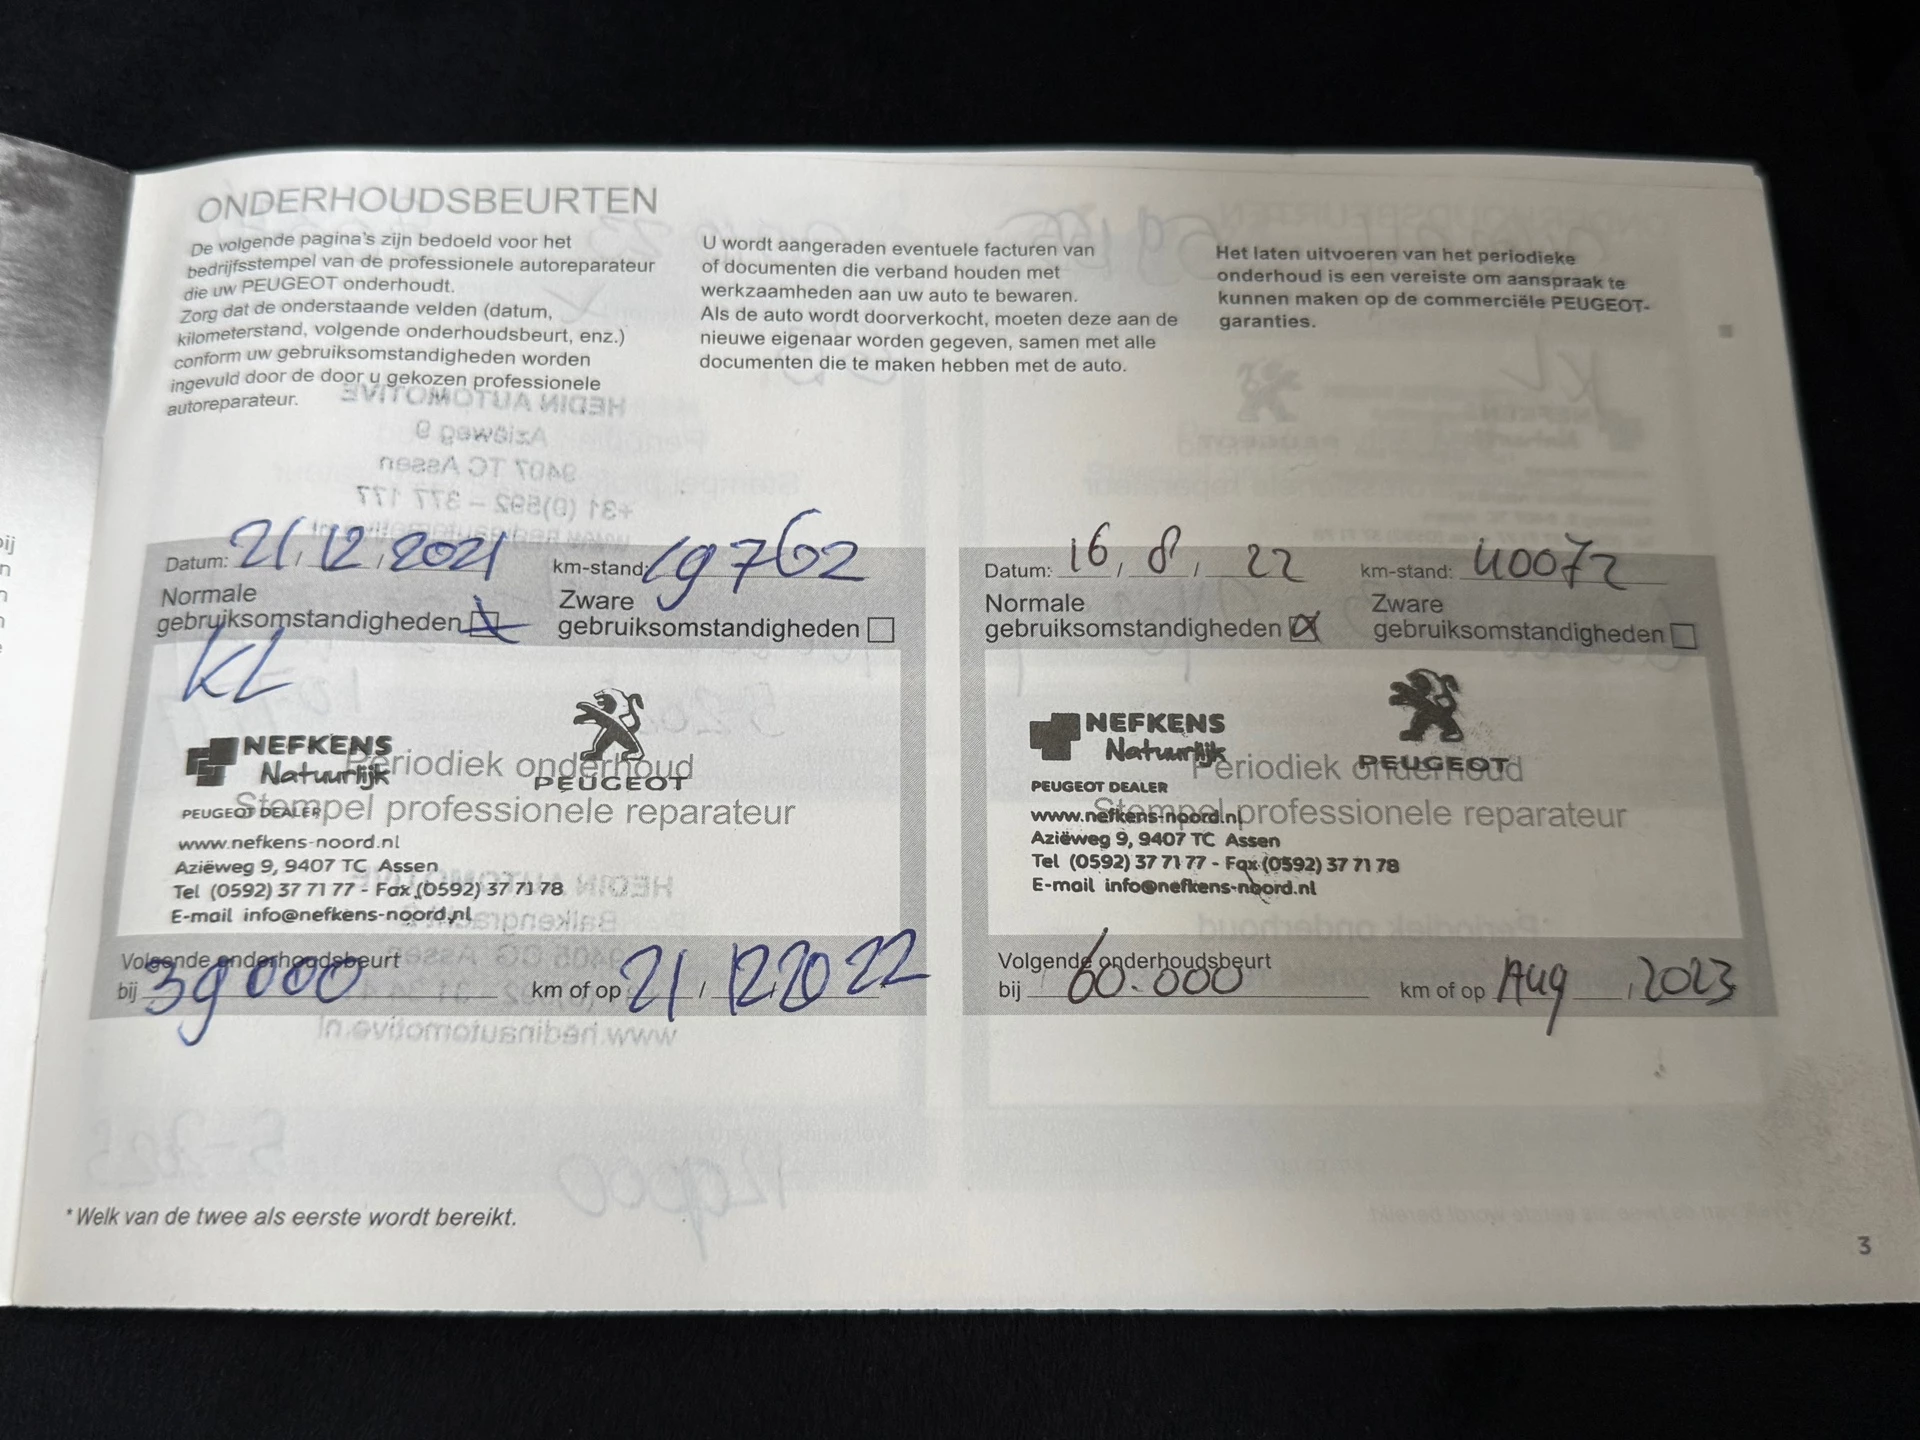 ONDERHOUDSBEURTEN
De volgende pagina's zijn bedoeld voor het
bedrijfsstempel van de professionele autoreparateur
die uw PEUGEOT onderhoudt.
Zorg dat de onderstaande velden (datum,
kilometerstand, volgende onderhoudsbeurt, enz.)
conform uw gebruiksomstandigheden worden
ingevuld door de door u gekozen professionele
autoreparateur.
U wordt aangeraden eventuele facturen van
of documenten die verband houden met
werkzaamheden aan uw auto te bewaren.
Als de auto wordt doorverkocht, moeten deze aan de
nieuwe eigenaar worden gegeven, samen met alle
documenten die te maken hebben met de auto.
Het laten uitvoeren van het periodieke
onderhoud is een vereiste om aanspraak te
kunnen maken op de commerciële PEUGEOT-
garanties.
Datum: 21/12/2021 km-stand: 19762
Normale
gebruiksomstandigheden
Zware
gebruiksomstandigheden
KL
NEFKENS
Natuurlijk
PEUGEOT
Periodiek onderhoud
Stempel professionele reparateur
PEUGEOT DEALER
www.nefkens-noord.nl
Aziëweg 9, 9407 TC Assen
Tel (0592) 37 71 77 - Fax (0592) 37 71 78
E-mail info@nefkens-noord.nl
Volgende onderhoudsbeurt
bij 39000 km of op 21/12 2022
Datum: 16 / 8 / 22 km-stand: 40072
Normale
gebruiksomstandigheden
Zware
gebruiksomstandigheden
NEFKENS
Natuurlijk
PEUGEOT
Periodiek onderhoud
Stempel professionele reparateur
PEUGEOT DEALER
www.nefkens-noord.nl
Aziëweg 9, 9407 TC Assen
Tel (0592) 37 71 77 - Fax (0592) 37 71 78
E-mail info@nefkens-noord.nl
Volgende onderhoudsbeurt
bij 60.000 km of op Aug / 2023
*Welk van de twee als eerste wordt bereikt.
3